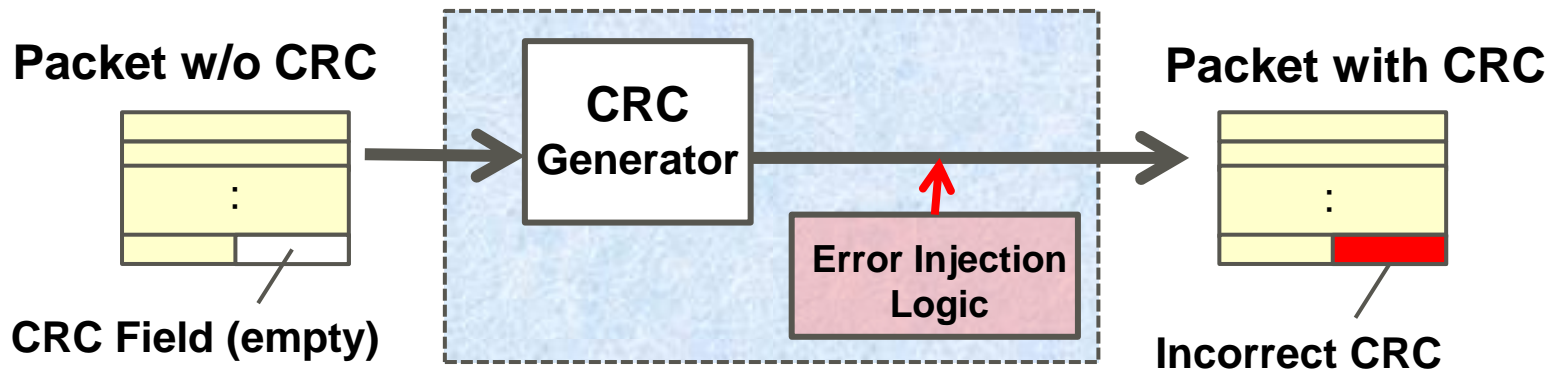 Packet w/o CRC
:
CRC Field (empty)
CRC
Generator
Error Injection
Logic
Packet with CRC
:
Incorrect CRC